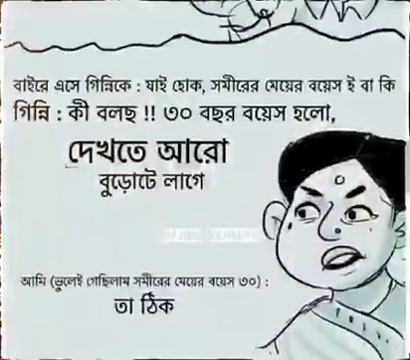 বাইরে এসে গিন্নিকে : যাই হোক, সমীরের মেয়ের বয়েস ই বা কি
গিন্নি : কী বলছ !! ৩০ বছর বয়েস হলো,
দেখতে আরো
বুড়োটে লাগে
আমি (ভুলেই গেছিলাম সমীরের মেয়ের বয়েস ৩০) :
তা ঠিক